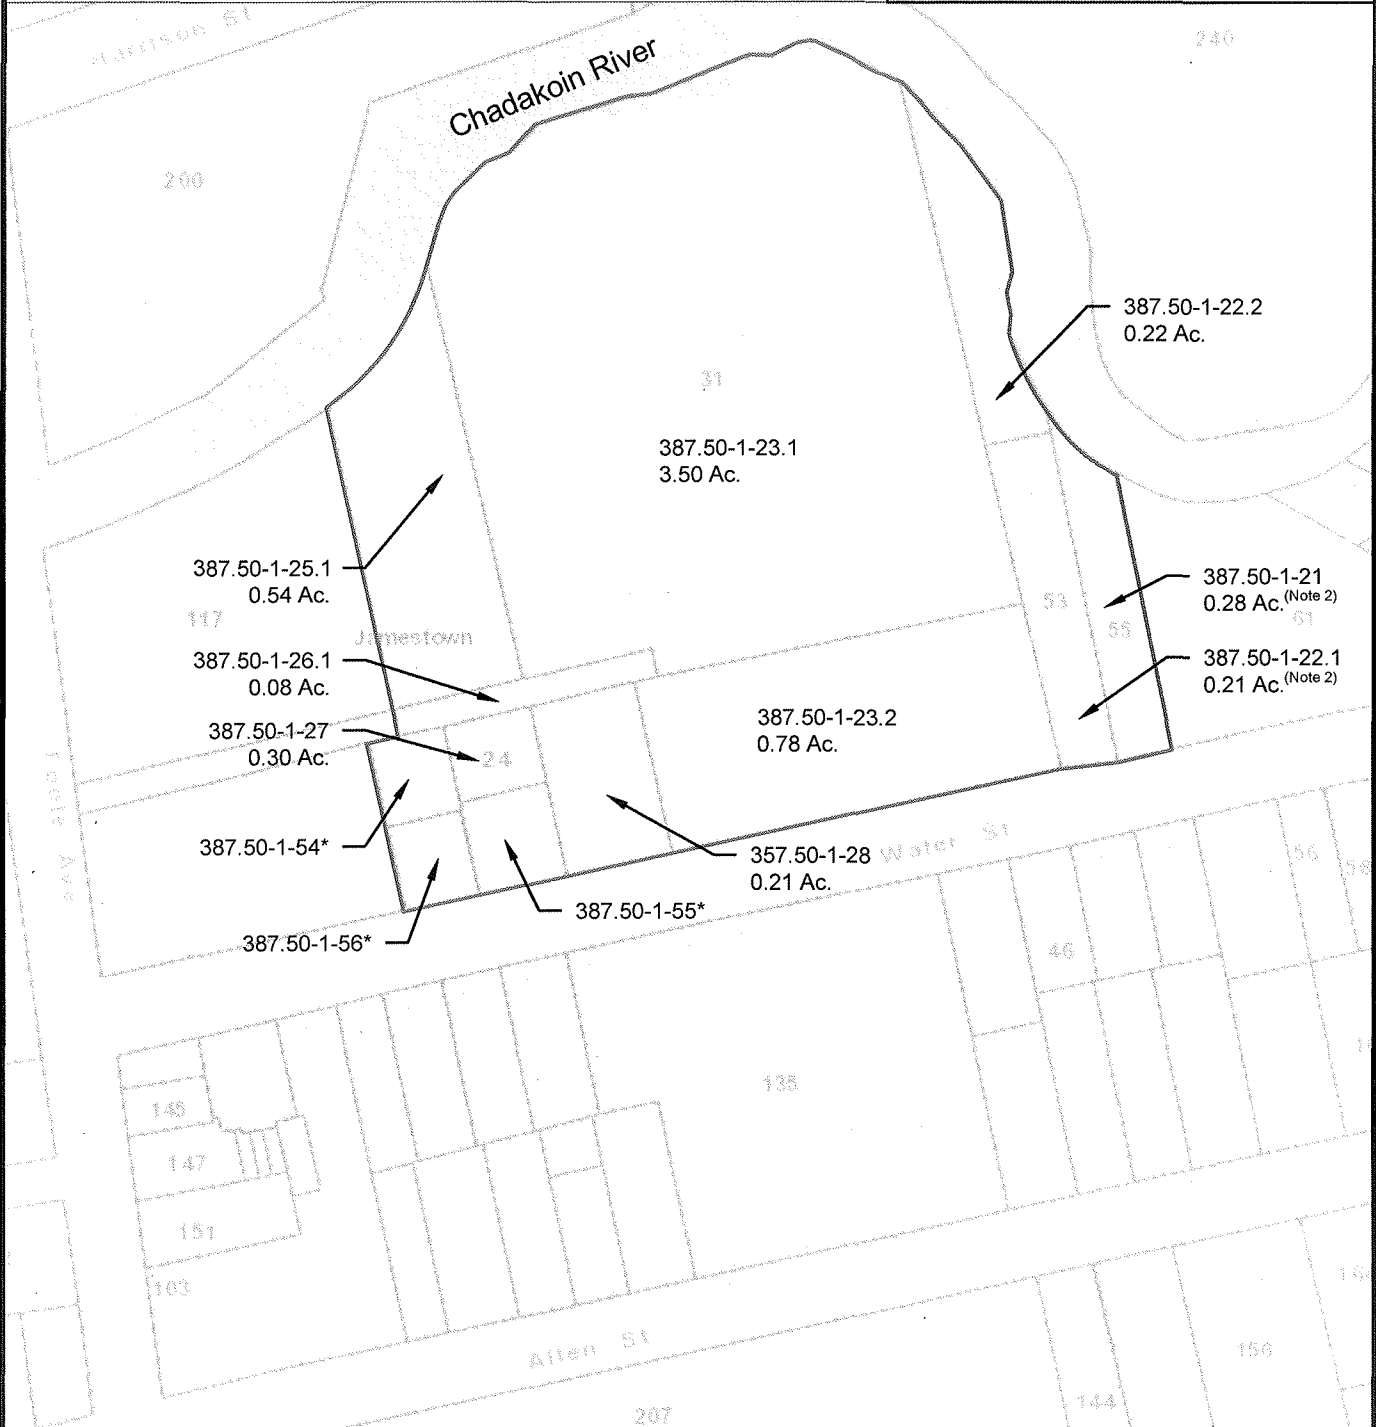 Harrison St
240
Chadakoin River
200
387.50-1-22.2
0.22 Ac.
31
387.50-1-23.1
3.50 Ac.
387.50-1-25.1
0.54 Ac.
117
Jamestown
387.50-1-21
0.28 Ac.(Note 2)
53
55
61
387.50-1-26.1
0.08 Ac.
387.50-1-22.1
0.21 Ac.(Note 2)
387.50-1-27
0.30 Ac.
24
387.50-1-23.2
0.78 Ac.
387.50-1-54*
357.50-1-28
0.21 Ac.
Water St
56
58
387.50-1-55*
387.50-1-56*
46
135
145
147
151
103
Allen St
150
144
207